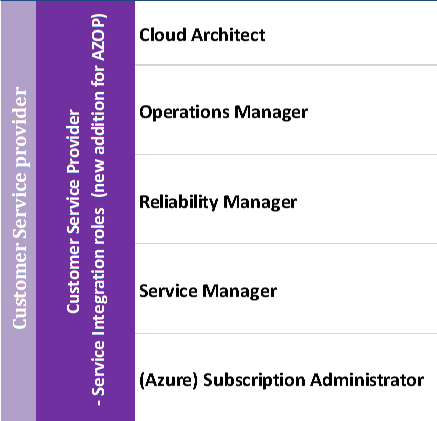 Customer Service provider
Customer Service Provider
- Service Integration roles  (new addition for AZOP)
Cloud Architect
Operations Manager
Reliability Manager
Service Manager
(Azure) Subscription Administrator